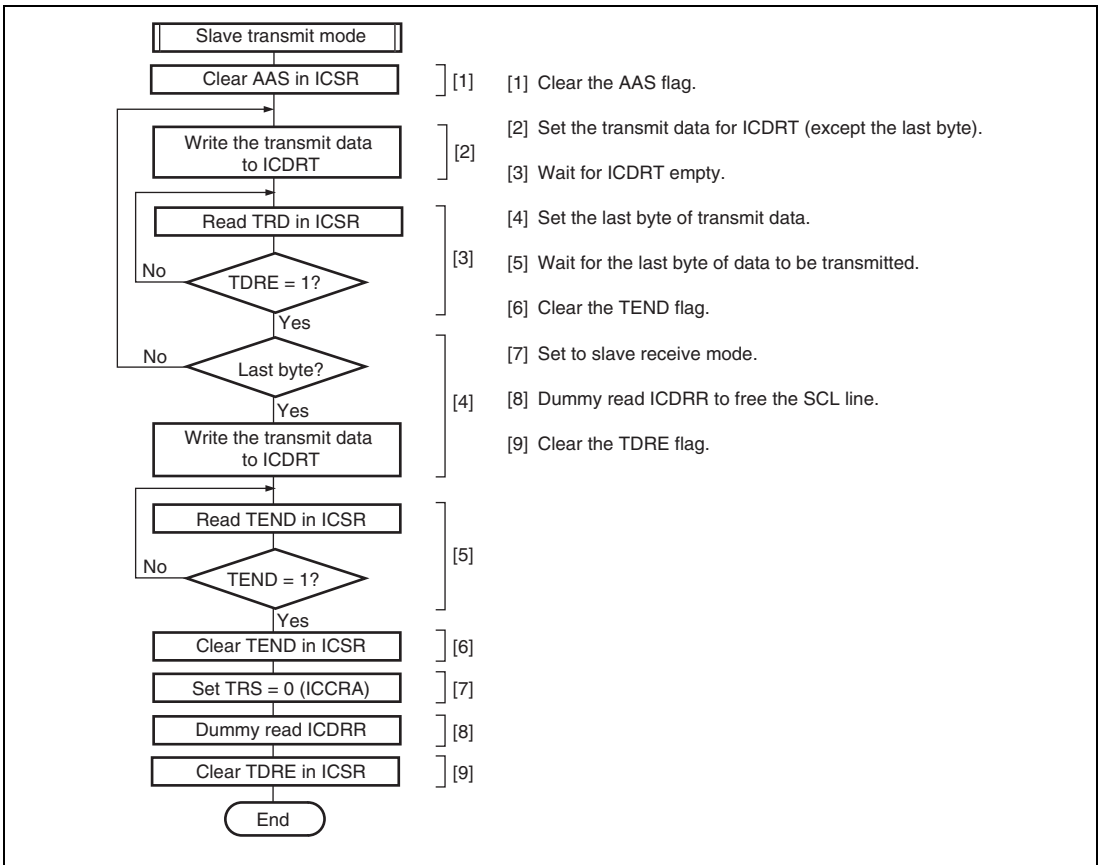 Slave transmit mode
Clear AAS in ICSR
[1]
[1] Clear the AAS flag.
Write the transmit data
to ICDRT
[2]
[2] Set the transmit data for ICDRT (except the last byte).
[3] Wait for ICDRT empty.
Read TRD in ICSR
[3]
No
TDRE = 1?
Yes
[4] Set the last byte of transmit data.
[5] Wait for the last byte of data to be transmitted.
[6] Clear the TEND flag.
No
Last byte?
Yes
[4]
Write the transmit data
to ICDRT
[7] Set to slave receive mode.
[8] Dummy read ICDRR to free the SCL line.
[9] Clear the TDRE flag.
Read TEND in ICSR
[5]
No
TEND = 1?
Yes
Clear TEND in ICSR
[6]
Set TRS = 0 (ICCRA)
[7]
Dummy read ICDRR
[8]
Clear TDRE in ICSR
[9]
End